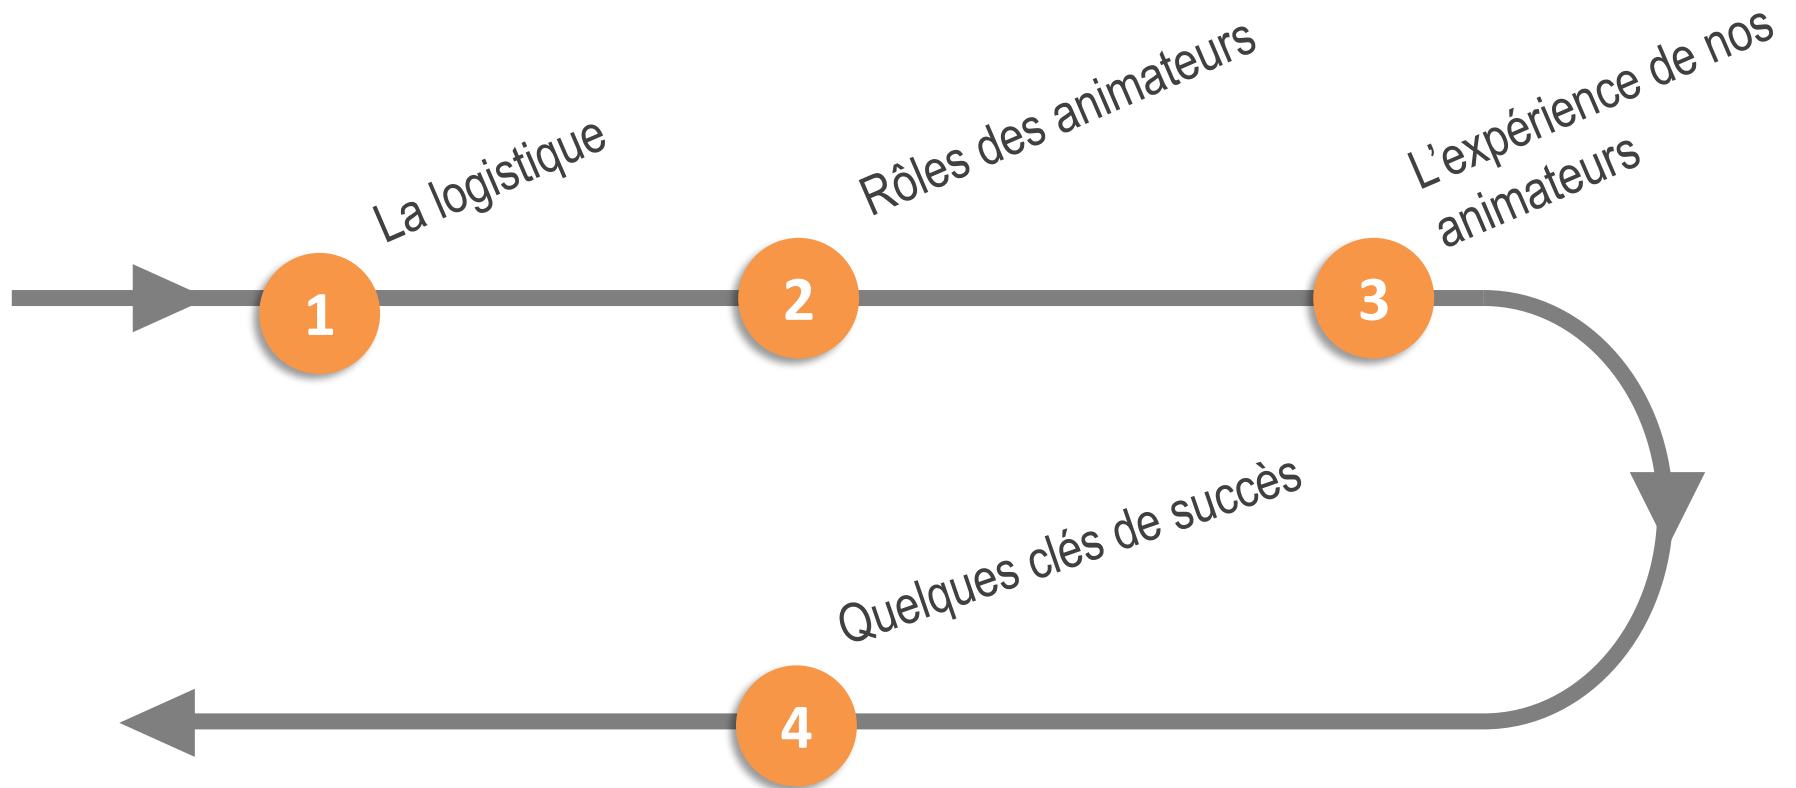 La logistique
Rôles des animateurs
L’expérience de nos
animateurs
1
2
3
Quelques clés de succès
4